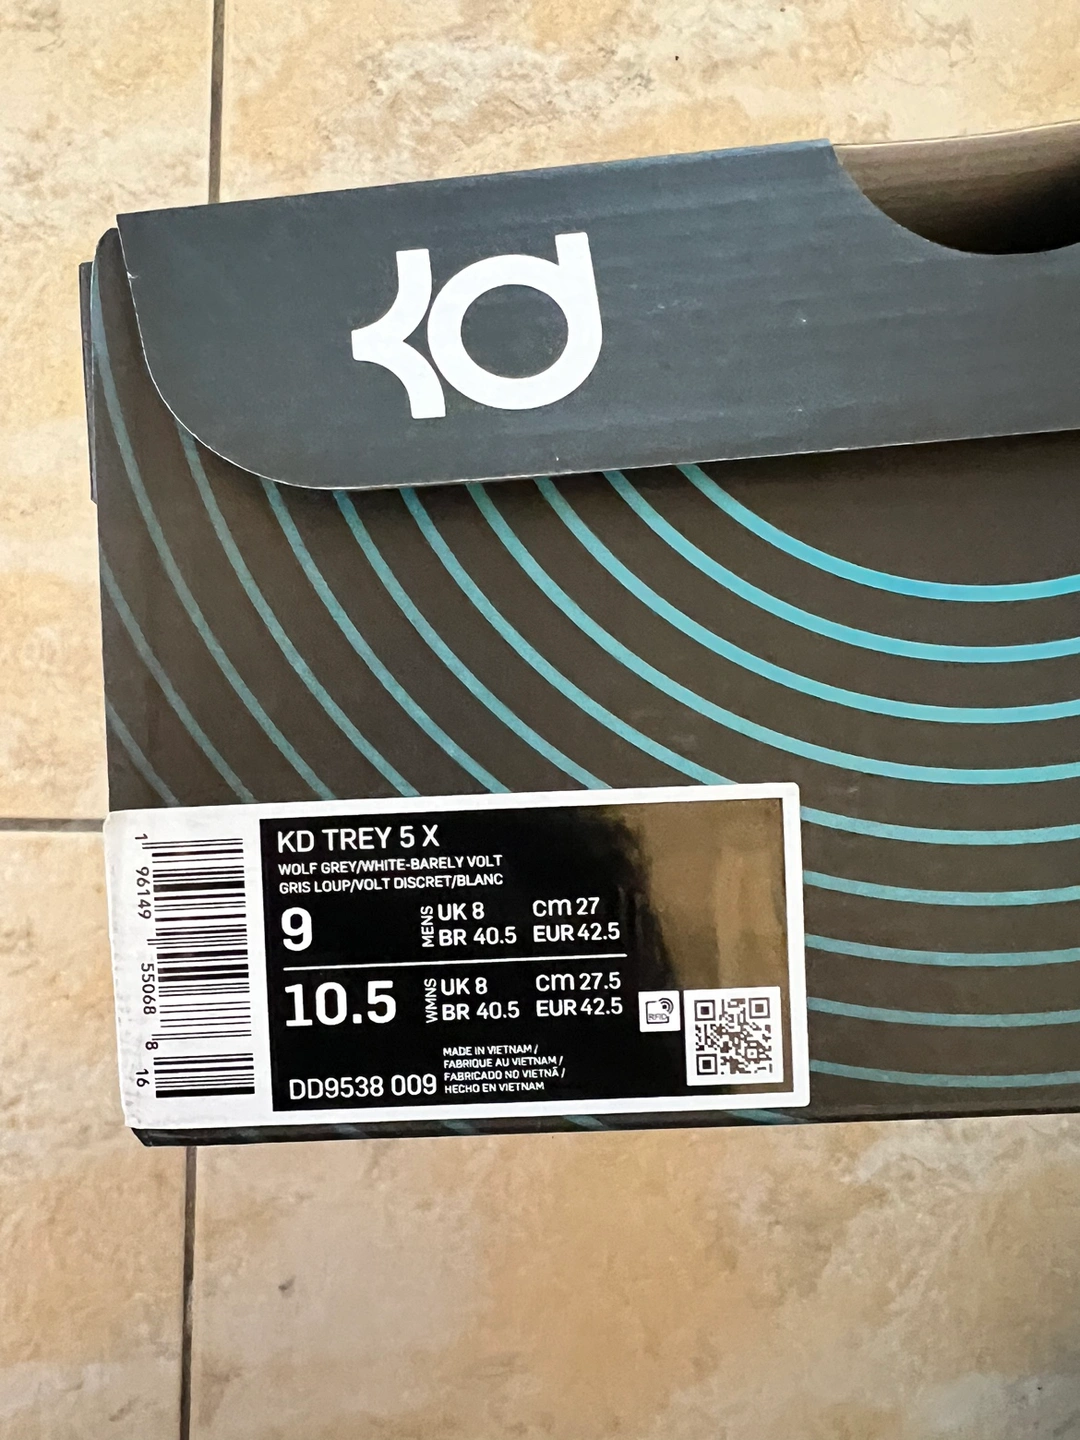 kd
KD TREY 5 X
WOLF GREY/WHITE-BARELY VOLT
GRIS LOUP/VOLT DISCRET/BLANC
9
MENS
UK 8 cm 27
BR 40.5 EUR 42.5
10.5
WMNS
UK 8 cm 27.5
BR 40.5 EUR 42.5
RFID
MADE IN VIETNAM /
FABRIQUE AU VIETNAM /
FABRICADO NO VIETNÃ /
HECHO EN VIETNAM
DD9538 009
1 96149 55068 8 16